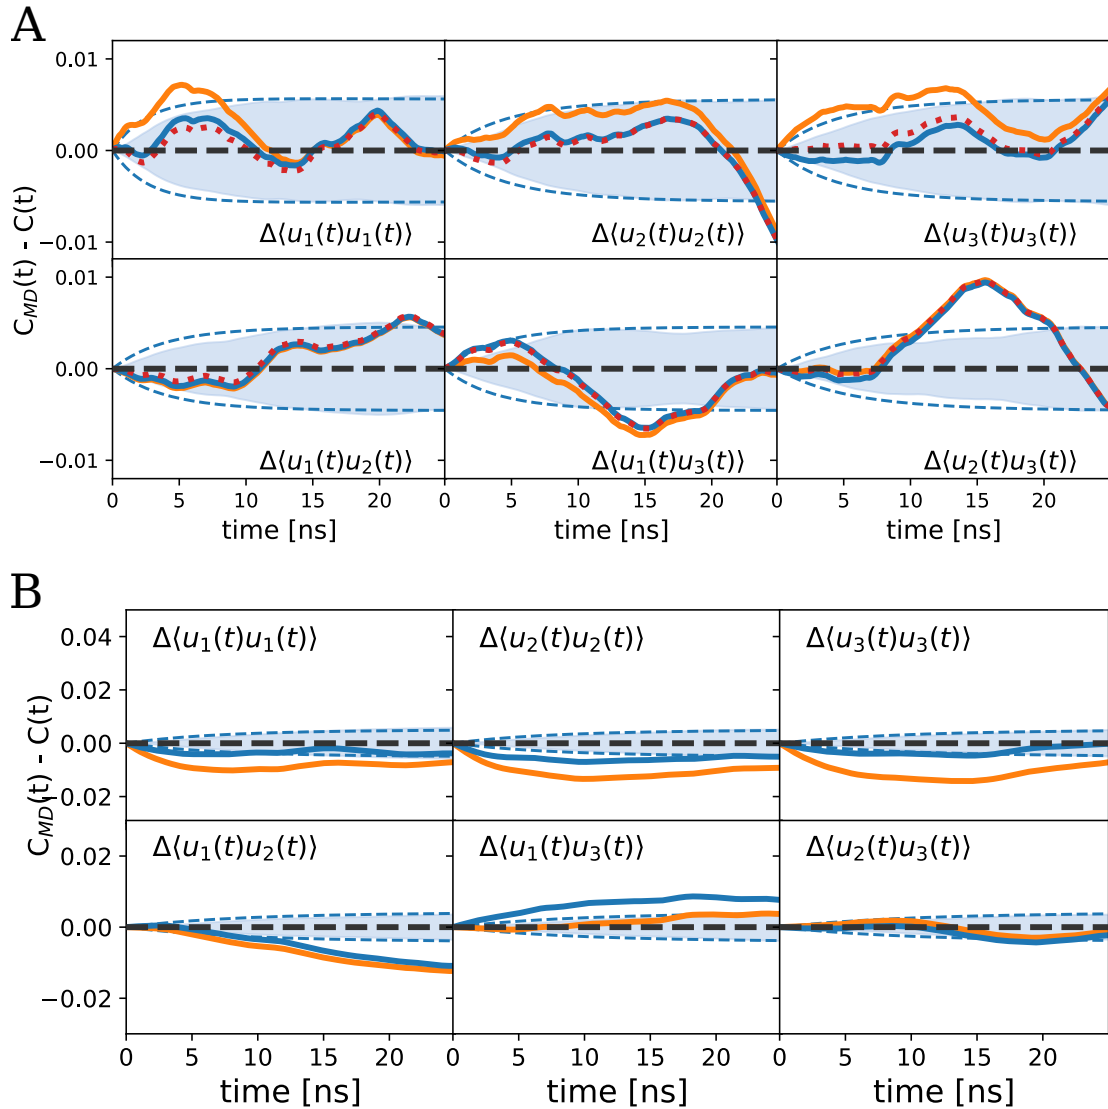 A
C_MD(t) - C(t)
0.01
0.00
−0.01
Δ⟨u₁(t)u₁(t)⟩
Δ⟨u₂(t)u₂(t)⟩
Δ⟨u₃(t)u₃(t)⟩
0.01
0.00
−0.01
Δ⟨u₁(t)u₂(t)⟩
Δ⟨u₁(t)u₃(t)⟩
Δ⟨u₂(t)u₃(t)⟩
0 5 10 15 20 0 5 10 15 20 0 5 10 15 20
time [ns] time [ns] time [ns]
B
C_MD(t) - C(t)
Δ⟨u₁(t)u₁(t)⟩
Δ⟨u₂(t)u₂(t)⟩
Δ⟨u₃(t)u₃(t)⟩
0.04
0.02
0.00
−0.02
Δ⟨u₁(t)u₂(t)⟩
Δ⟨u₁(t)u₃(t)⟩
Δ⟨u₂(t)u₃(t)⟩
0.02
0.00
−0.02
0 5 10 15 20 0 5 10 15 20 0 5 10 15 20
time [ns] time [ns] time [ns]